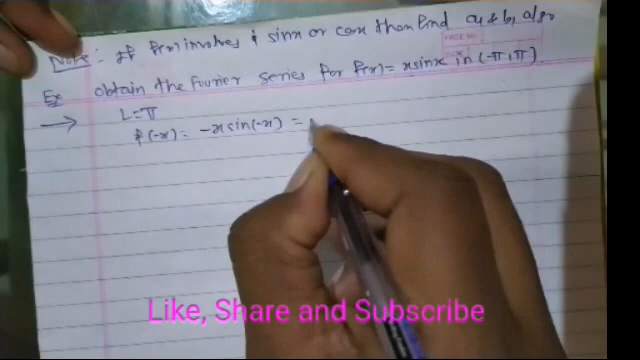 Note:- If f(x) involves sinx or cosx then find a1 & b1 also
Ex obtain the fourier series for f(x)= xsinx in (-π,π).
→ L=π
f(-x)= -xsin(-x) =
Like, Share and Subscribe